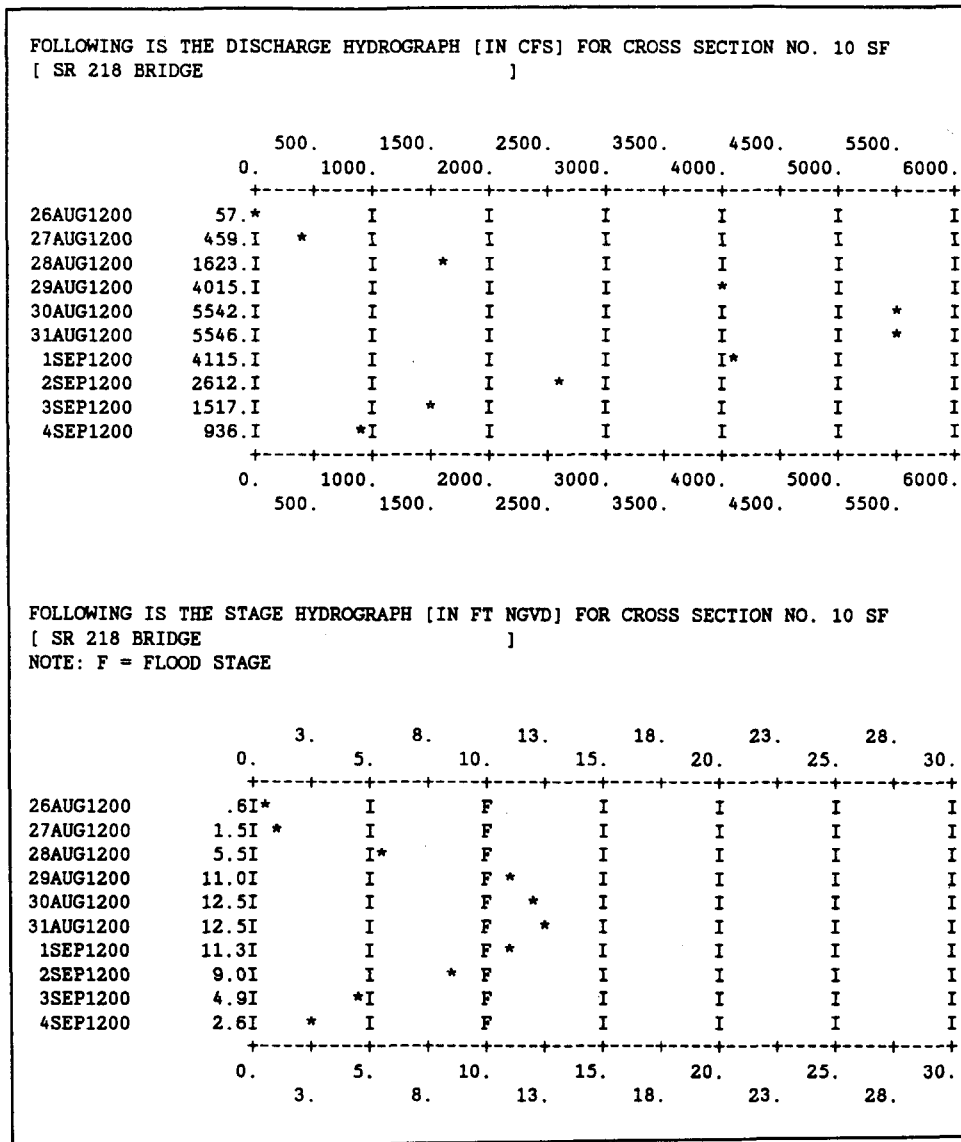 FOLLOWING IS THE DISCHARGE HYDROGRAPH [IN CFS] FOR CROSS SECTION NO. 10 SF
[ SR 218 BRIDGE                         ]
500. 1500. 2500. 3500. 4500. 5500.
0. 1000. 2000. 3000. 4000. 5000. 6000.
+----+----+----+----+----+----+----+----+----+----+----+----+
26AUG1200 57.* I I I I I I
27AUG1200 459.I * I I I I I I
28AUG1200 1623.I I * I I I I I
29AUG1200 4015.I I I I * I I
30AUG1200 5542.I I I I I I * I
31AUG1200 5546.I I I I I I * I
1SEP1200 4115.I I I I I* I I
2SEP1200 2612.I I I * I I I I
3SEP1200 1517.I I * I I I I I
4SEP1200 936.I *I I I I I I
+----+----+----+----+----+----+----+----+----+----+----+----+
0. 1000. 2000. 3000. 4000. 5000. 6000.
500. 1500. 2500. 3500. 4500. 5500.
FOLLOWING IS THE STAGE HYDROGRAPH [IN FT NGVD] FOR CROSS SECTION NO. 10 SF
[ SR 218 BRIDGE                         ]
NOTE: F = FLOOD STAGE
3. 8. 13. 18. 23. 28.
0. 5. 10. 15. 20. 25. 30.
+----+----+----+----+----+----+----+----+----+----+----+----+
26AUG1200 .6I* I F I I I I
27AUG1200 1.5I * I F I I I I
28AUG1200 5.5I I* F I I I I
29AUG1200 11.0I I F * I I I I
30AUG1200 12.5I I F * I I I I
31AUG1200 12.5I I F * I I I I
1SEP1200 11.3I I F * I I I I
2SEP1200 9.0I I * F I I I I
3SEP1200 4.9I *I F I I I I
4SEP1200 2.6I * I F I I I I
+----+----+----+----+----+----+----+----+----+----+----+----+
0. 5. 10. 15. 20. 25. 30.
3. 8. 13. 18. 23. 28.